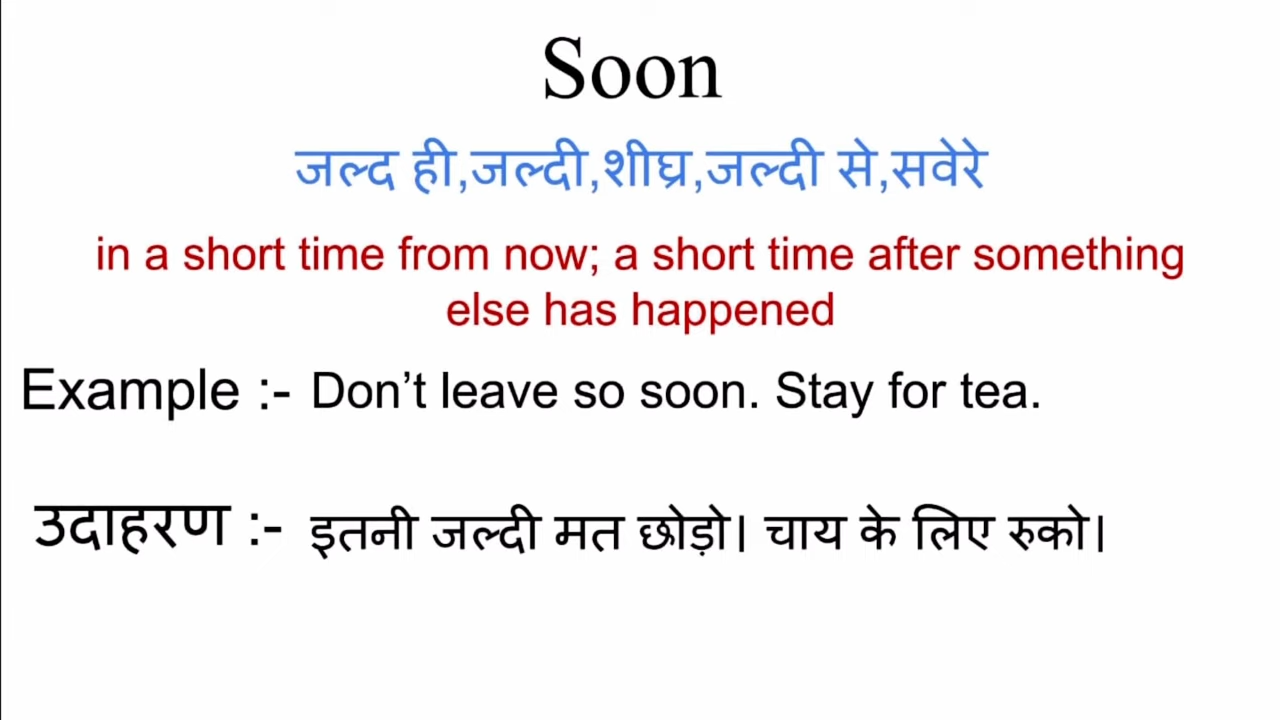 Soon
जल्द ही,जल्दी,शीघ्र,जल्दी से,सवेरे
in a short time from now; a short time after something
else has happened
Example :- Don’t leave so soon. Stay for tea.
उदाहरण :- इतनी जल्दी मत छोड़ो। चाय के लिए रुको।